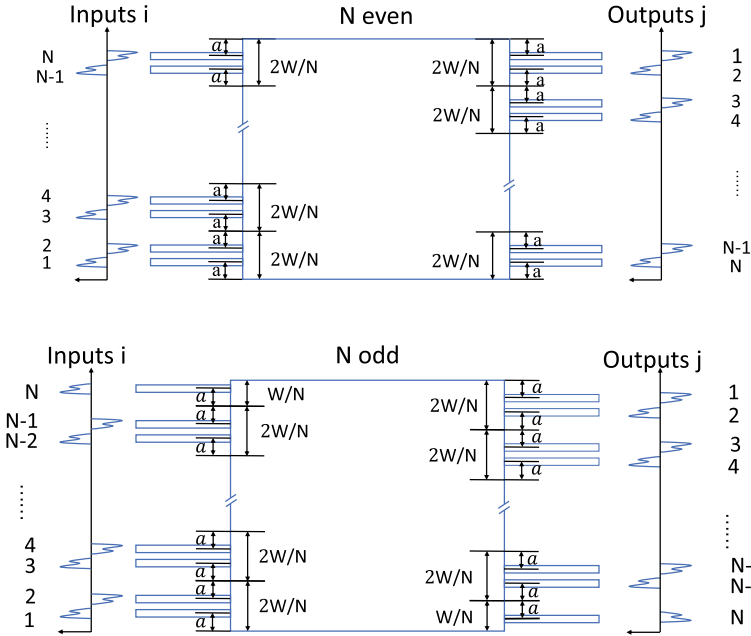 Inputs i N even Outputs j
N a 2W/N 2W/N a 1
N-1 a a 2
2W/N a 3
a 4
4 a 2W/N
3 a
2 a 2W/N 2W/N a N-1
1 a a N
Inputs i N odd Outputs j
N a W/N 2W/N a 1
N-1 a 2W/N a 2
N-2 a 2W/N a 3
a 4
4 a 2W/N 2W/N a N-
3 a a N-
2 a 2W/N W/N a N
1 a